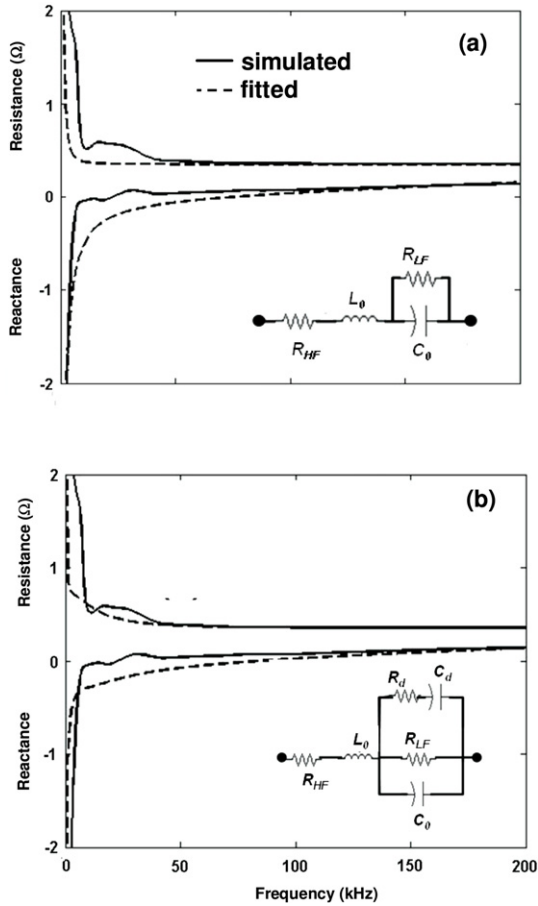 2
(a)
simulated
fitted
Resistance (Ω)
1
0
Reactance
-1
-2
R_HF
L_0
R_LF
C_0
2
(b)
Resistance (Ω)
1
0
Reactance
-1
-2
R_HF
L_0
R_d
C_d
R_LF
C_0
0 50 100 150 200
Frequency (kHz)